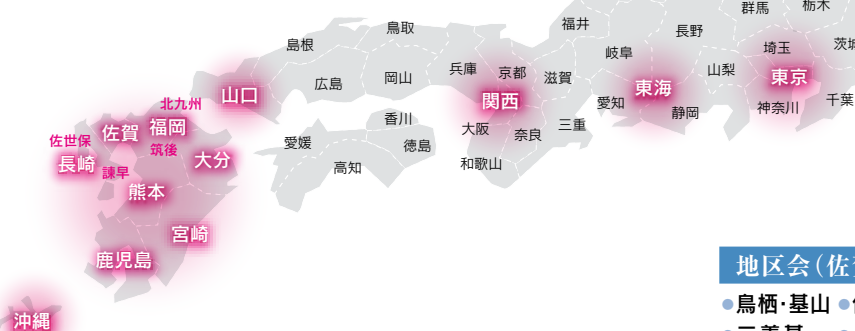 群馬
栃木
福井
長野
鳥取
島根
岐阜
埼玉
兵庫
京都
滋賀
山梨
東京
広島
岡山
東海
山口
関西
愛知
静岡
神奈川
千葉
北九州
香川
大阪
奈良
三重
佐賀
福岡
佐世保
筑後
愛媛
徳島
長崎
諫早
大分
高知
和歌山
熊本
宮崎
鹿児島
沖縄
地区会(佐
●鳥栖・基山 ●